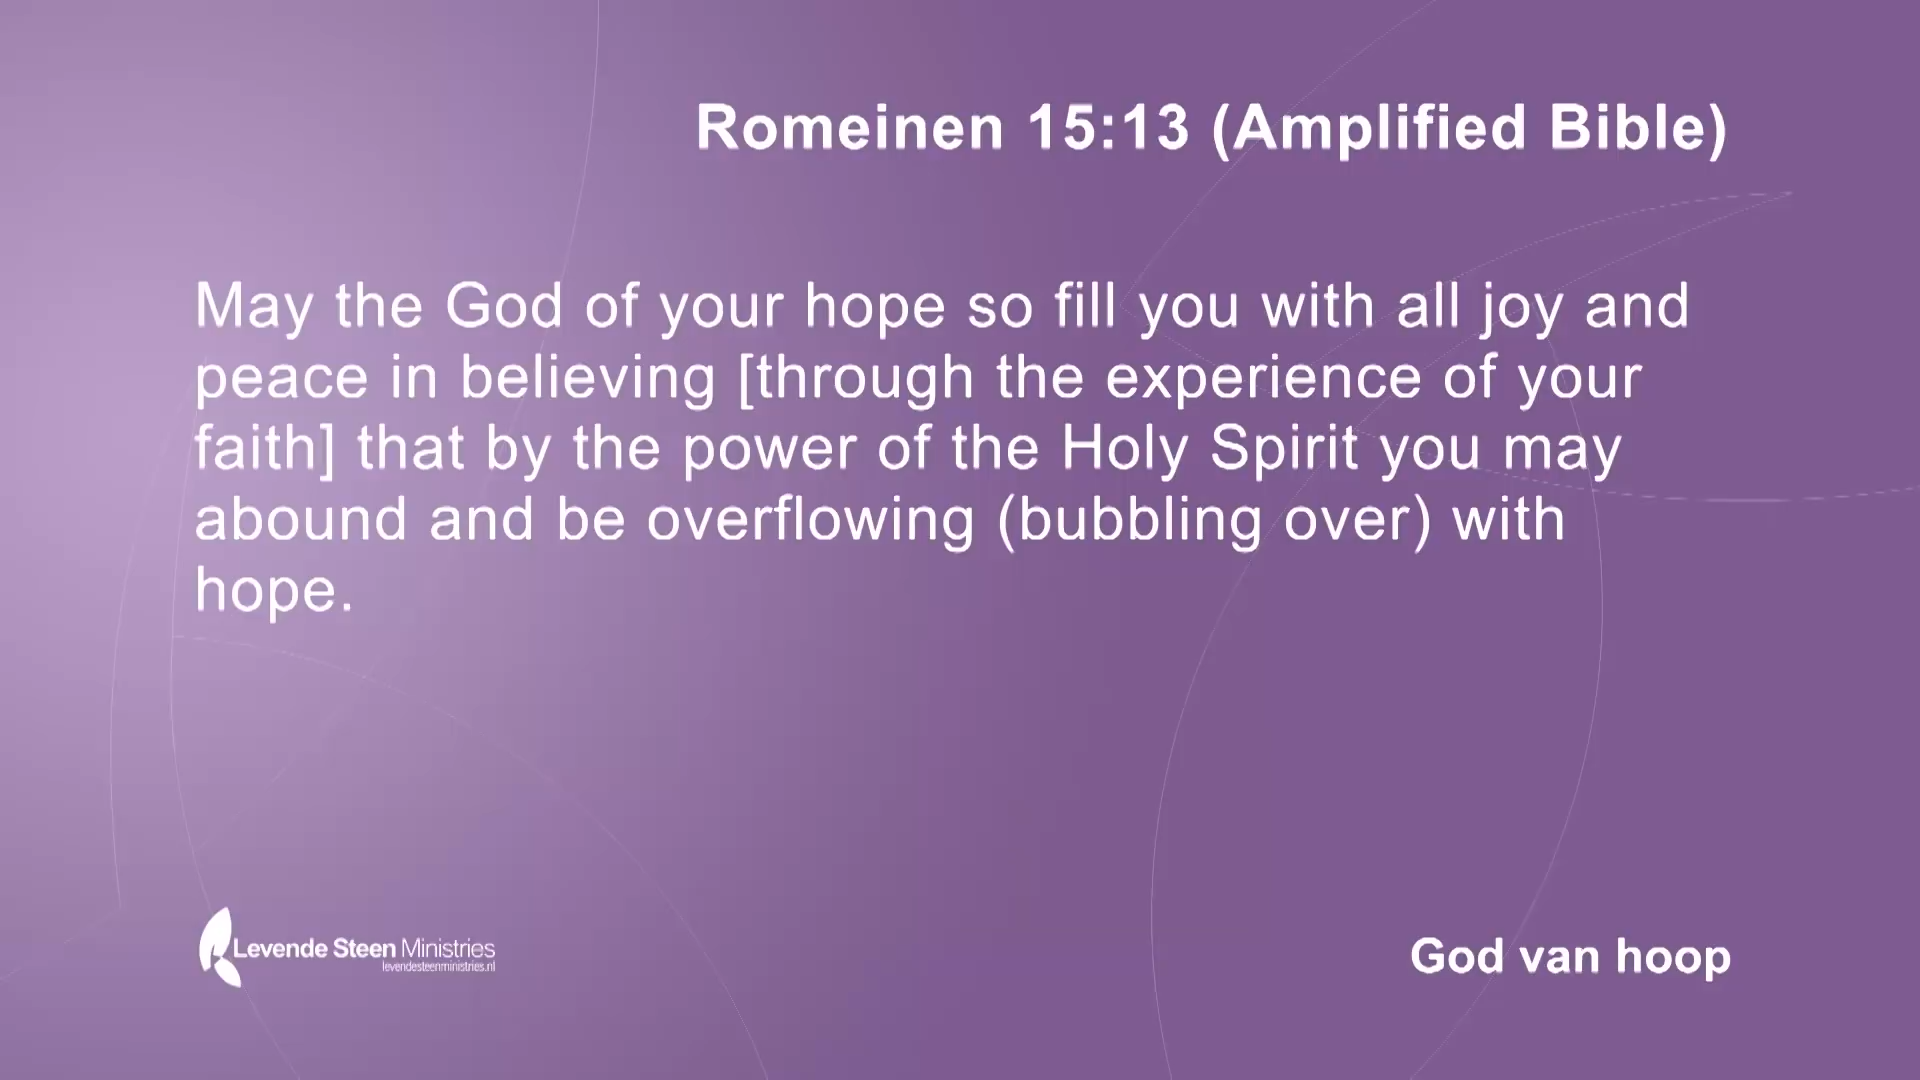 Romeinen 15:13 (Amplified Bible)
May the God of your hope so fill you with all joy and
peace in believing [through the experience of your
faith] that by the power of the Holy Spirit you may
abound and be overflowing (bubbling over) with
hope.
Levende Steen Ministries
levendesteenministries.nl
God van hoop